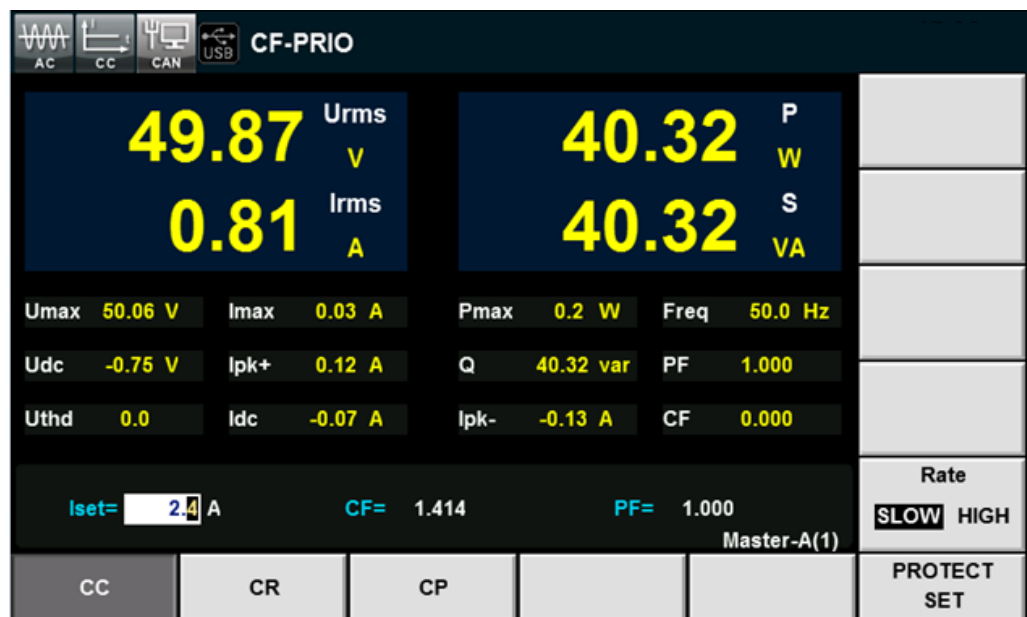 AC CC CAN USB CF-PRIO
49.87 Urms V 40.32 P W
0.81 Irms A 40.32 S VA
Umax 50.06 V Imax 0.03 A Pmax 0.2 W Freq 50.0 Hz
Udc -0.75 V Ipk+ 0.12 A Q 40.32 var PF 1.000
Uthd 0.0 Idc -0.07 A Ipk- -0.13 A CF 0.000
Rate
Iset= 2.4 A CF= 1.414 PF= 1.000 SLOW HIGH
Master-A(1)
CC CR CP PROTECT SET